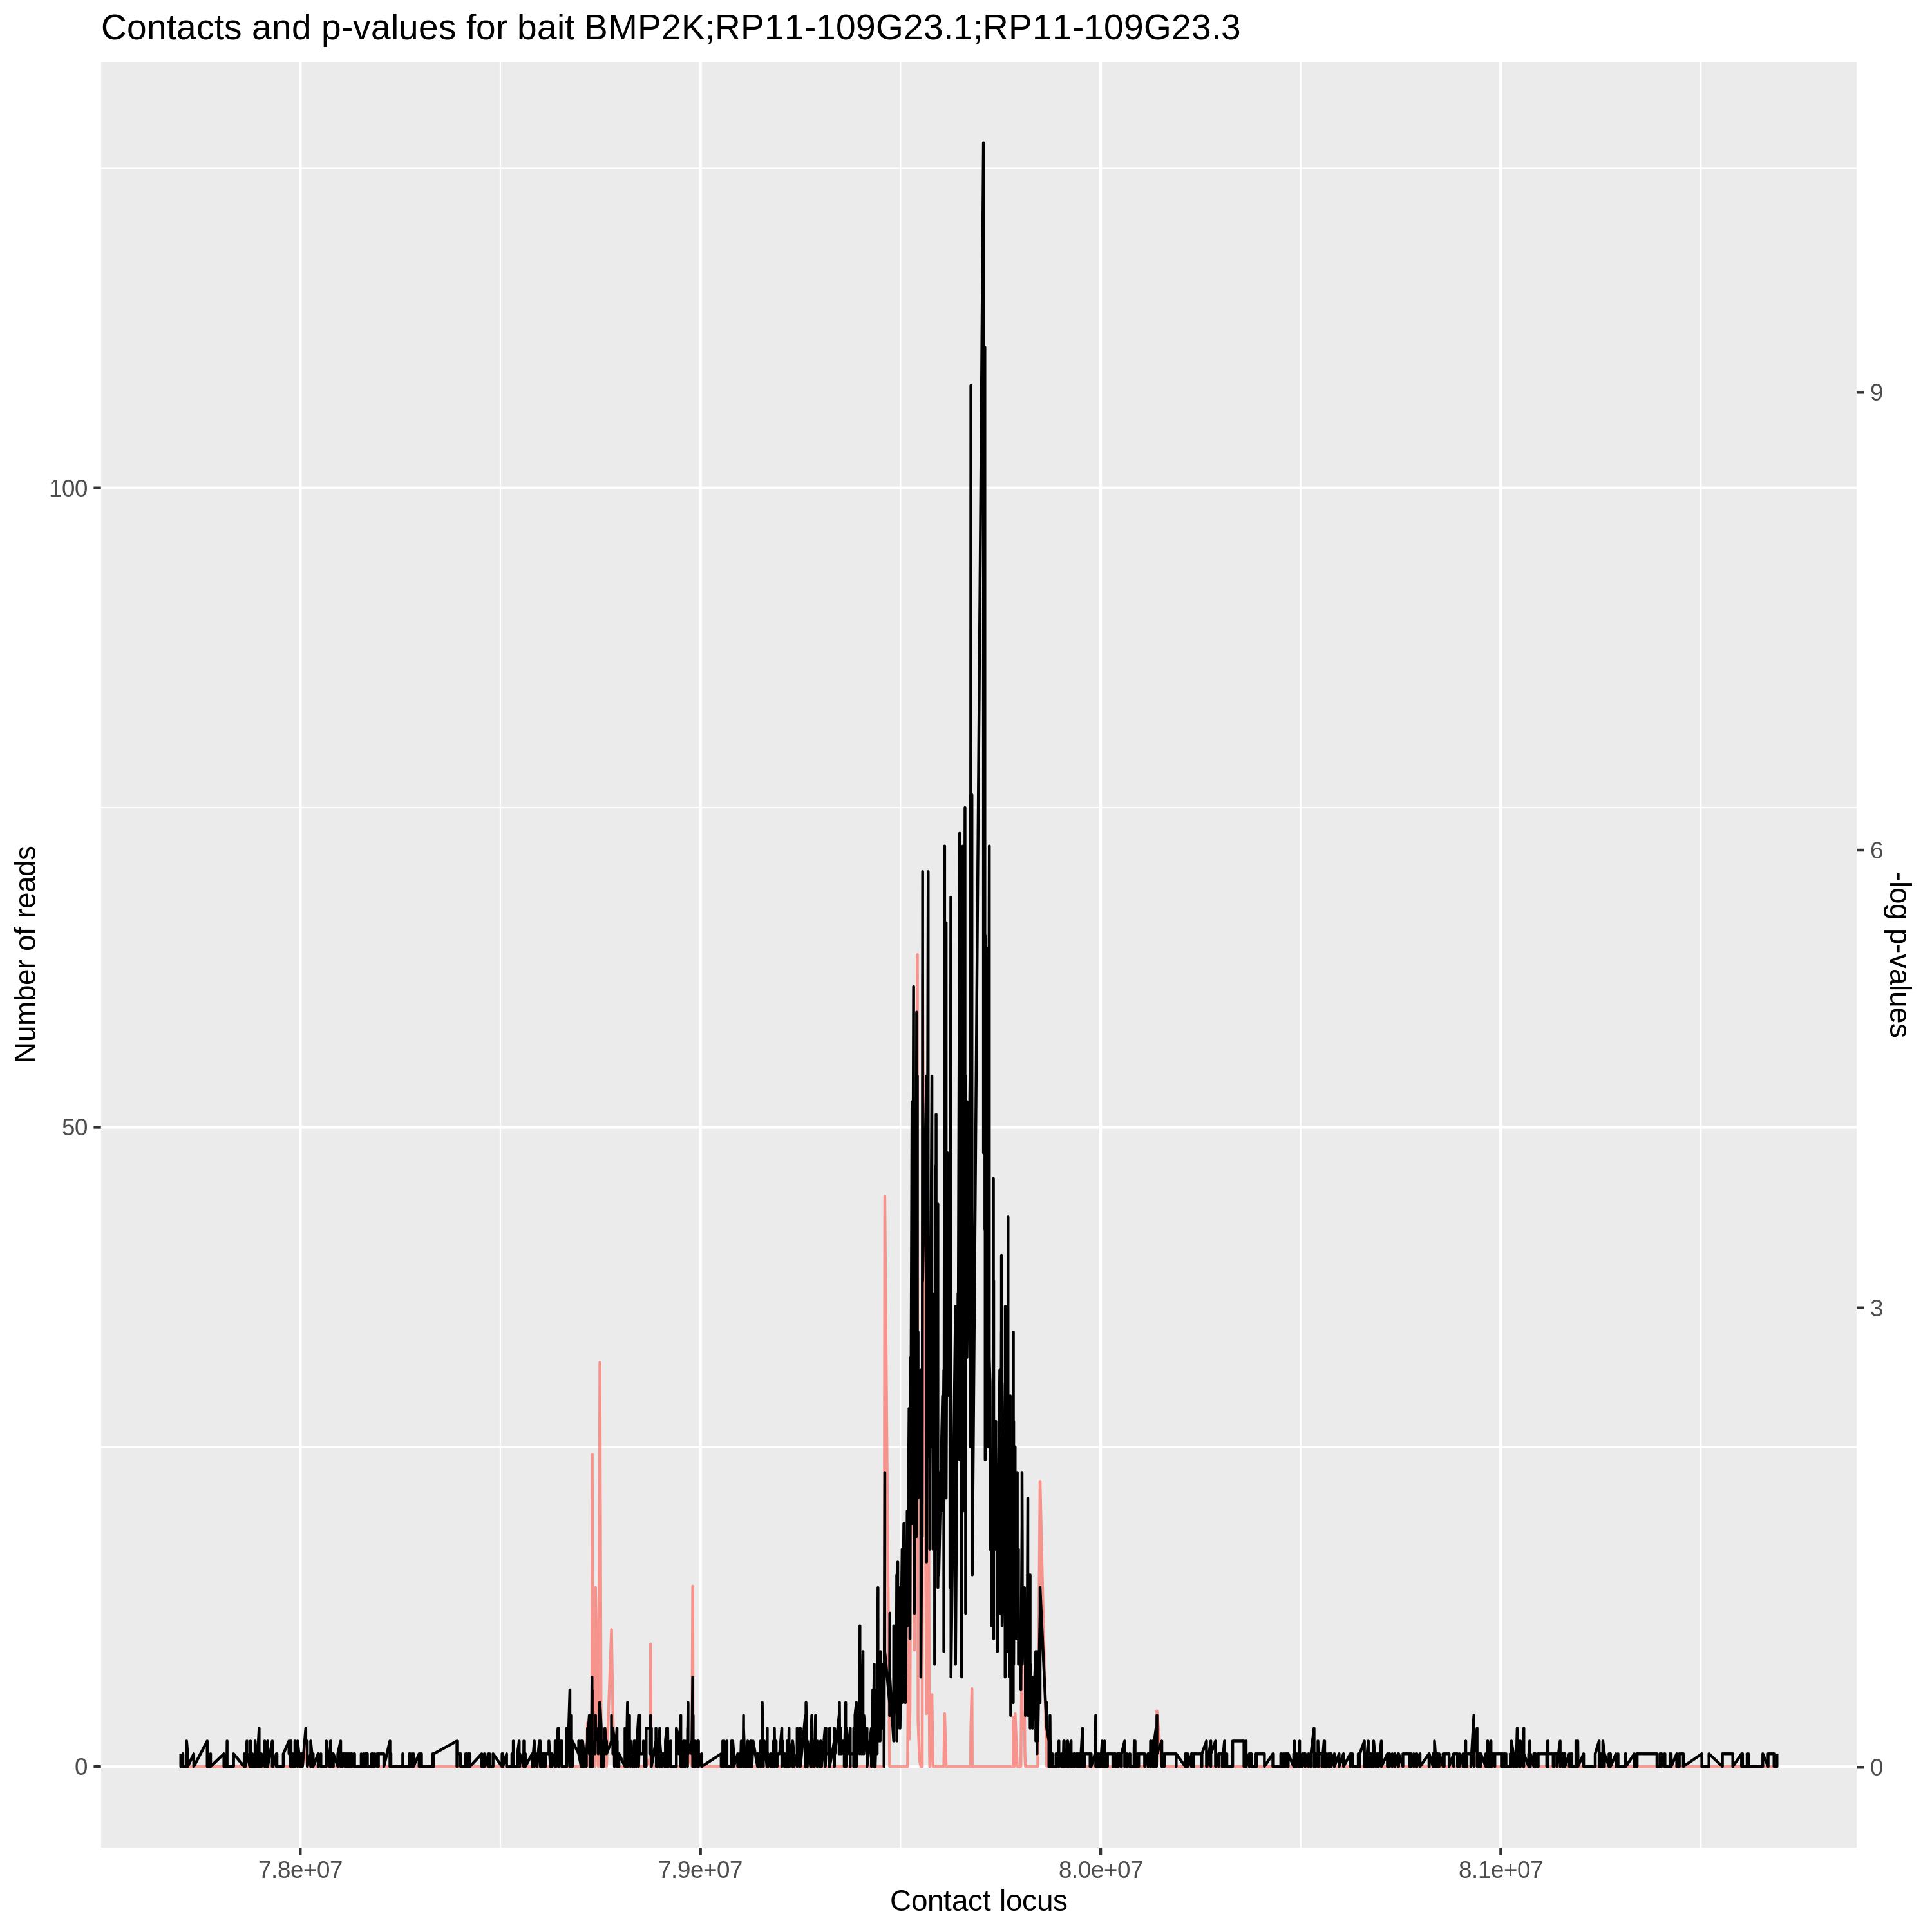 Contacts and p-values for bait BMP2K;RP11-109G23.1;RP11-109G23.3
100
50
0
Number of reads
9
6
3
0
-log p-values
7.8e+07
7.9e+07
8.0e+07
8.1e+07
Contact locus